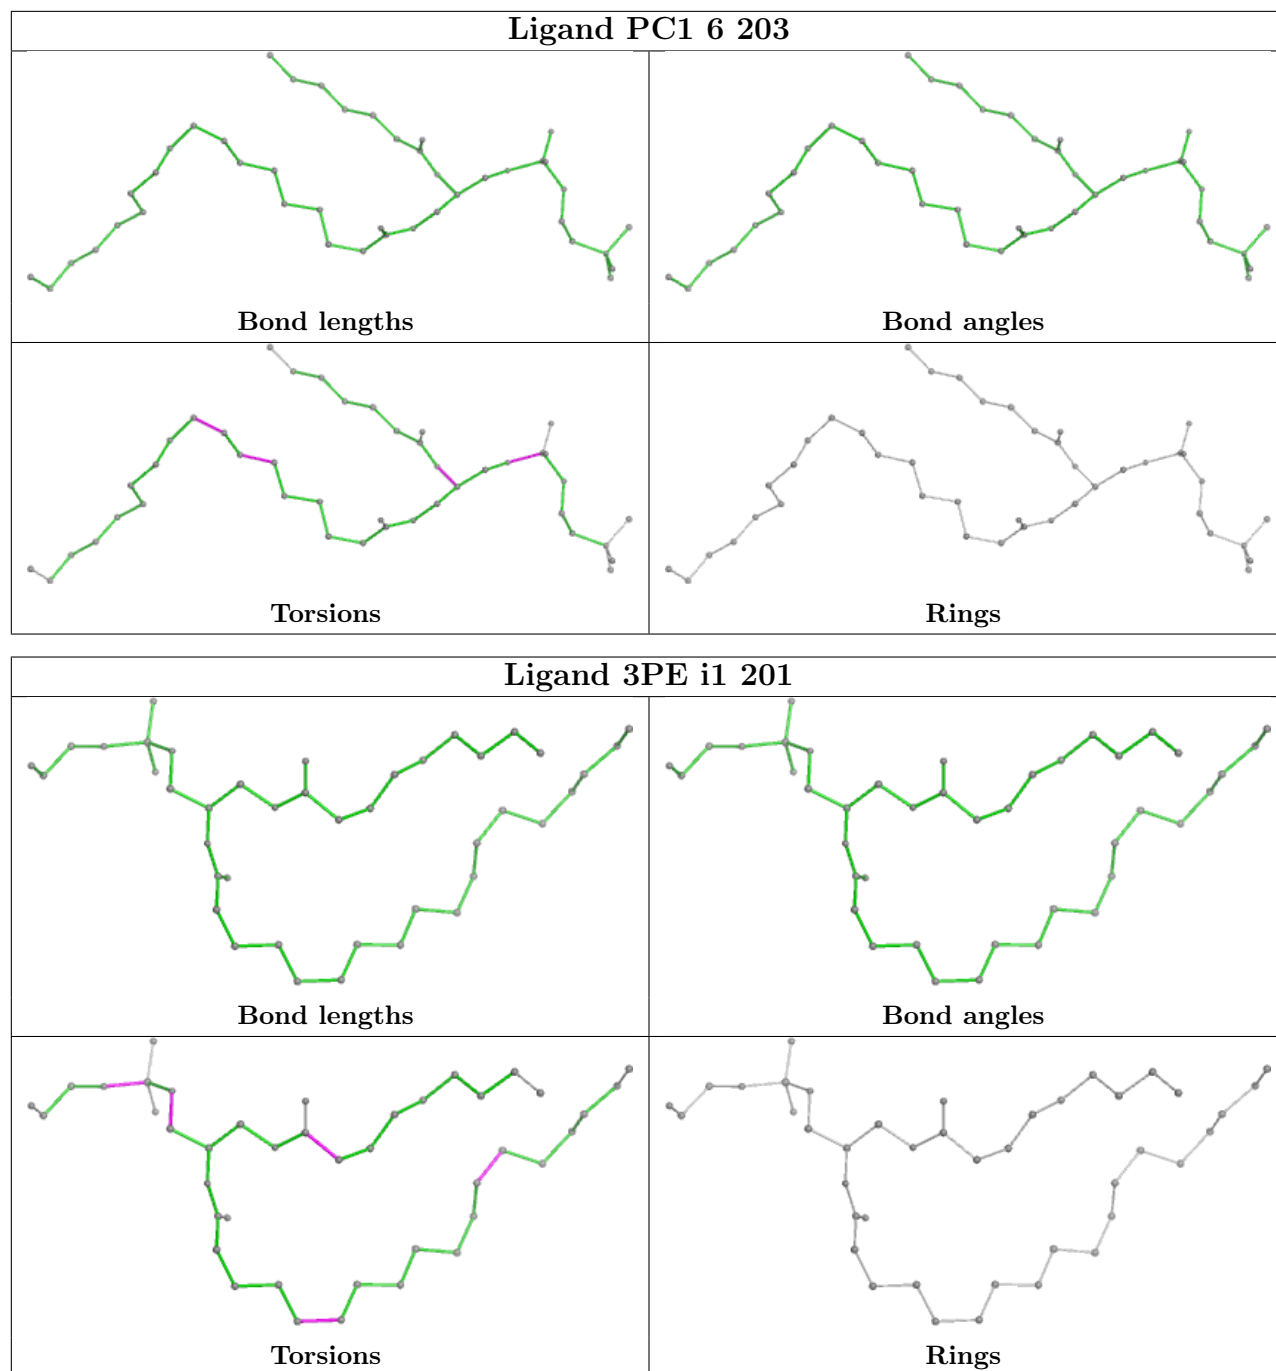 Ligand PC1 6 203
Bond lengths
Bond angles
Torsions
Rings
Ligand 3PE i1 201
Bond lengths
Bond angles
Torsions
Rings